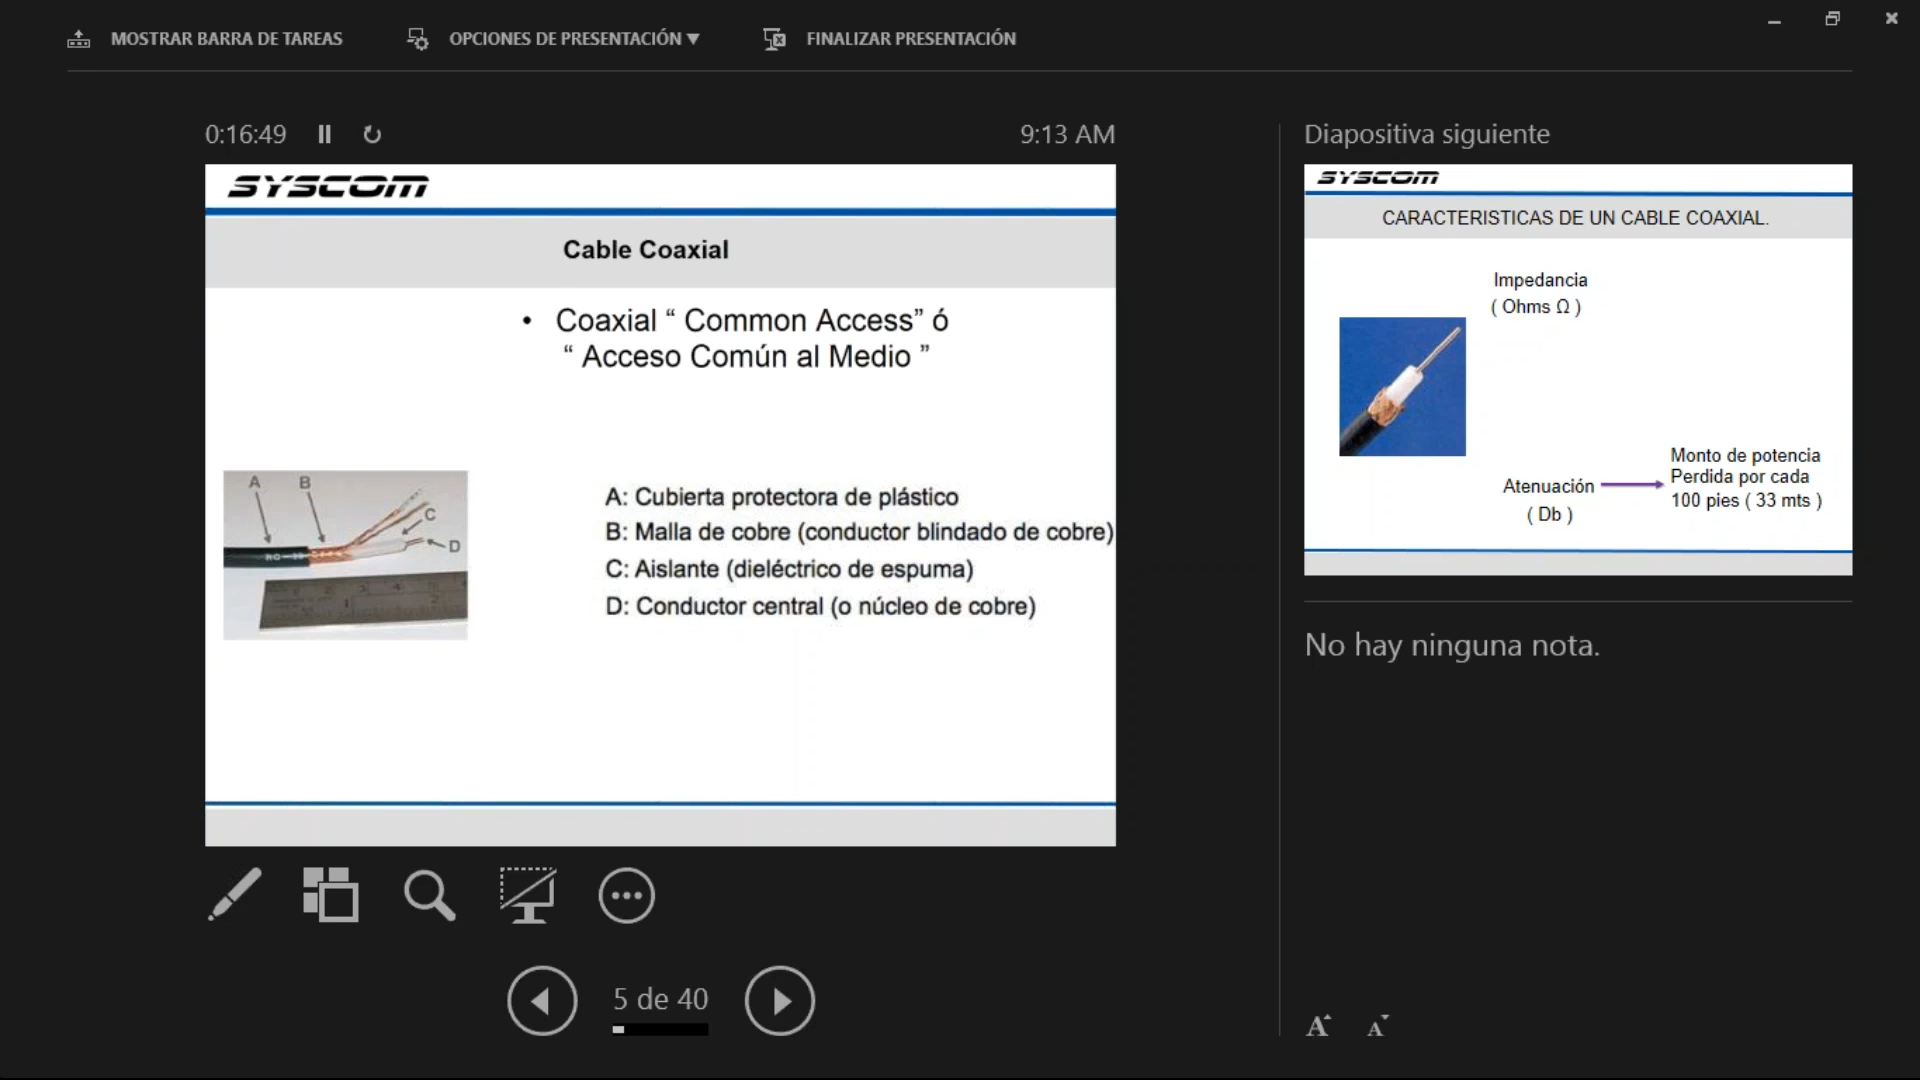 MOSTRAR BARRA DE TAREAS
OPCIONES DE PRESENTACIÓN ▼
FINALIZAR PRESENTACIÓN
0:16:49
9:13 AM
SYSCOM
Cable Coaxial
• Coaxial “ Common Access” ó
“ Acceso Común al Medio ”
A
B
C
D
A: Cubierta protectora de plástico
B: Malla de cobre (conductor blindado de cobre)
C: Aislante (dieléctrico de espuma)
D: Conductor central (o núcleo de cobre)
5 de 40
Diapositiva siguiente
SYSCOM
CARACTERISTICAS DE UN CABLE COAXIAL.
Impedancia
( Ohms Ω )
Atenuación
( Db )
Monto de potencia
Perdida por cada
100 pies ( 33 mts )
No hay ninguna nota.
A
A